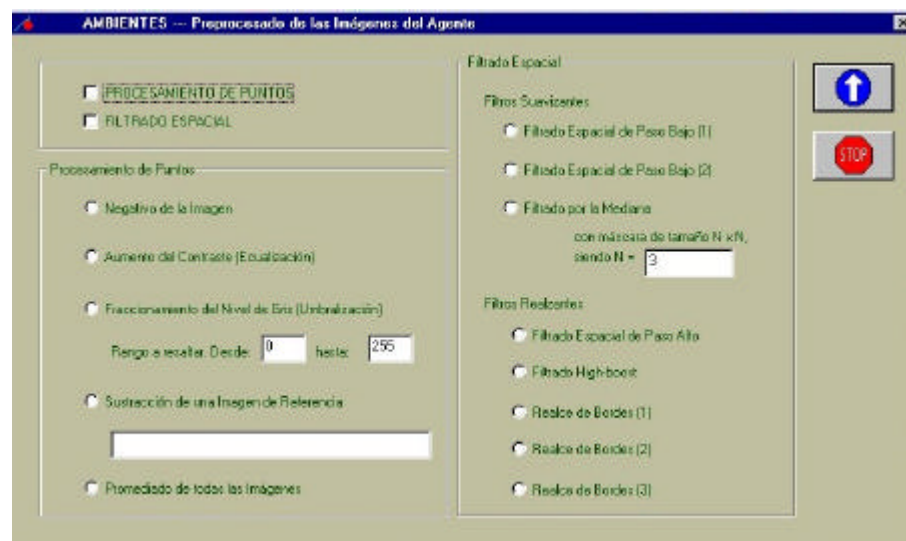 AMBIENTES --- Preprocesado de las Imágenes del Agente
PROCESAMIENTO DE PUNTOS
FILTRADO ESPACIAL
Procesamiento de Puntos
Negativo de la Imagen
Aumento del Contraste (Ecualización)
Fraccionamiento del Nivel de Gris (Umbralización)
Rango a resaltar. Desde: 0 hasta: 255
Sustracción de una Imagen de Referencia
Promediado de todas las Imágenes
Filtrado Espacial
Filtros Suavizantes
Filtrado Espacial de Paso Bajo (1)
Filtrado Espacial de Paso Bajo (2)
Filtrado por la Mediana
con máscara de tamaño N x N,
siendo N = 3
Filtros Realzantes
Filtrado Espacial de Paso Alto
Filtrado High-boost
Realce de Bordes (1)
Realce de Bordes (2)
Realce de Bordes (3)
STOP